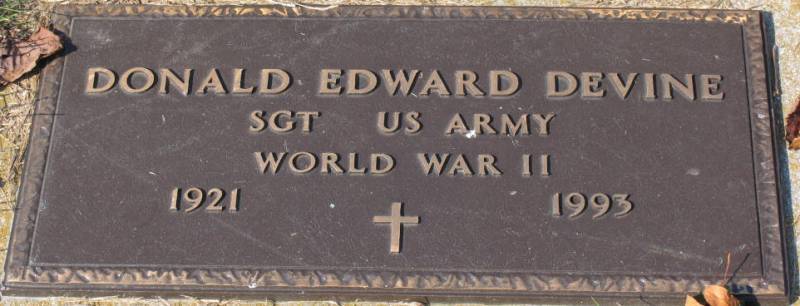 DONALD EDWARD DEVINE
SGT US ARMY
WORLD WAR II
1921 1993